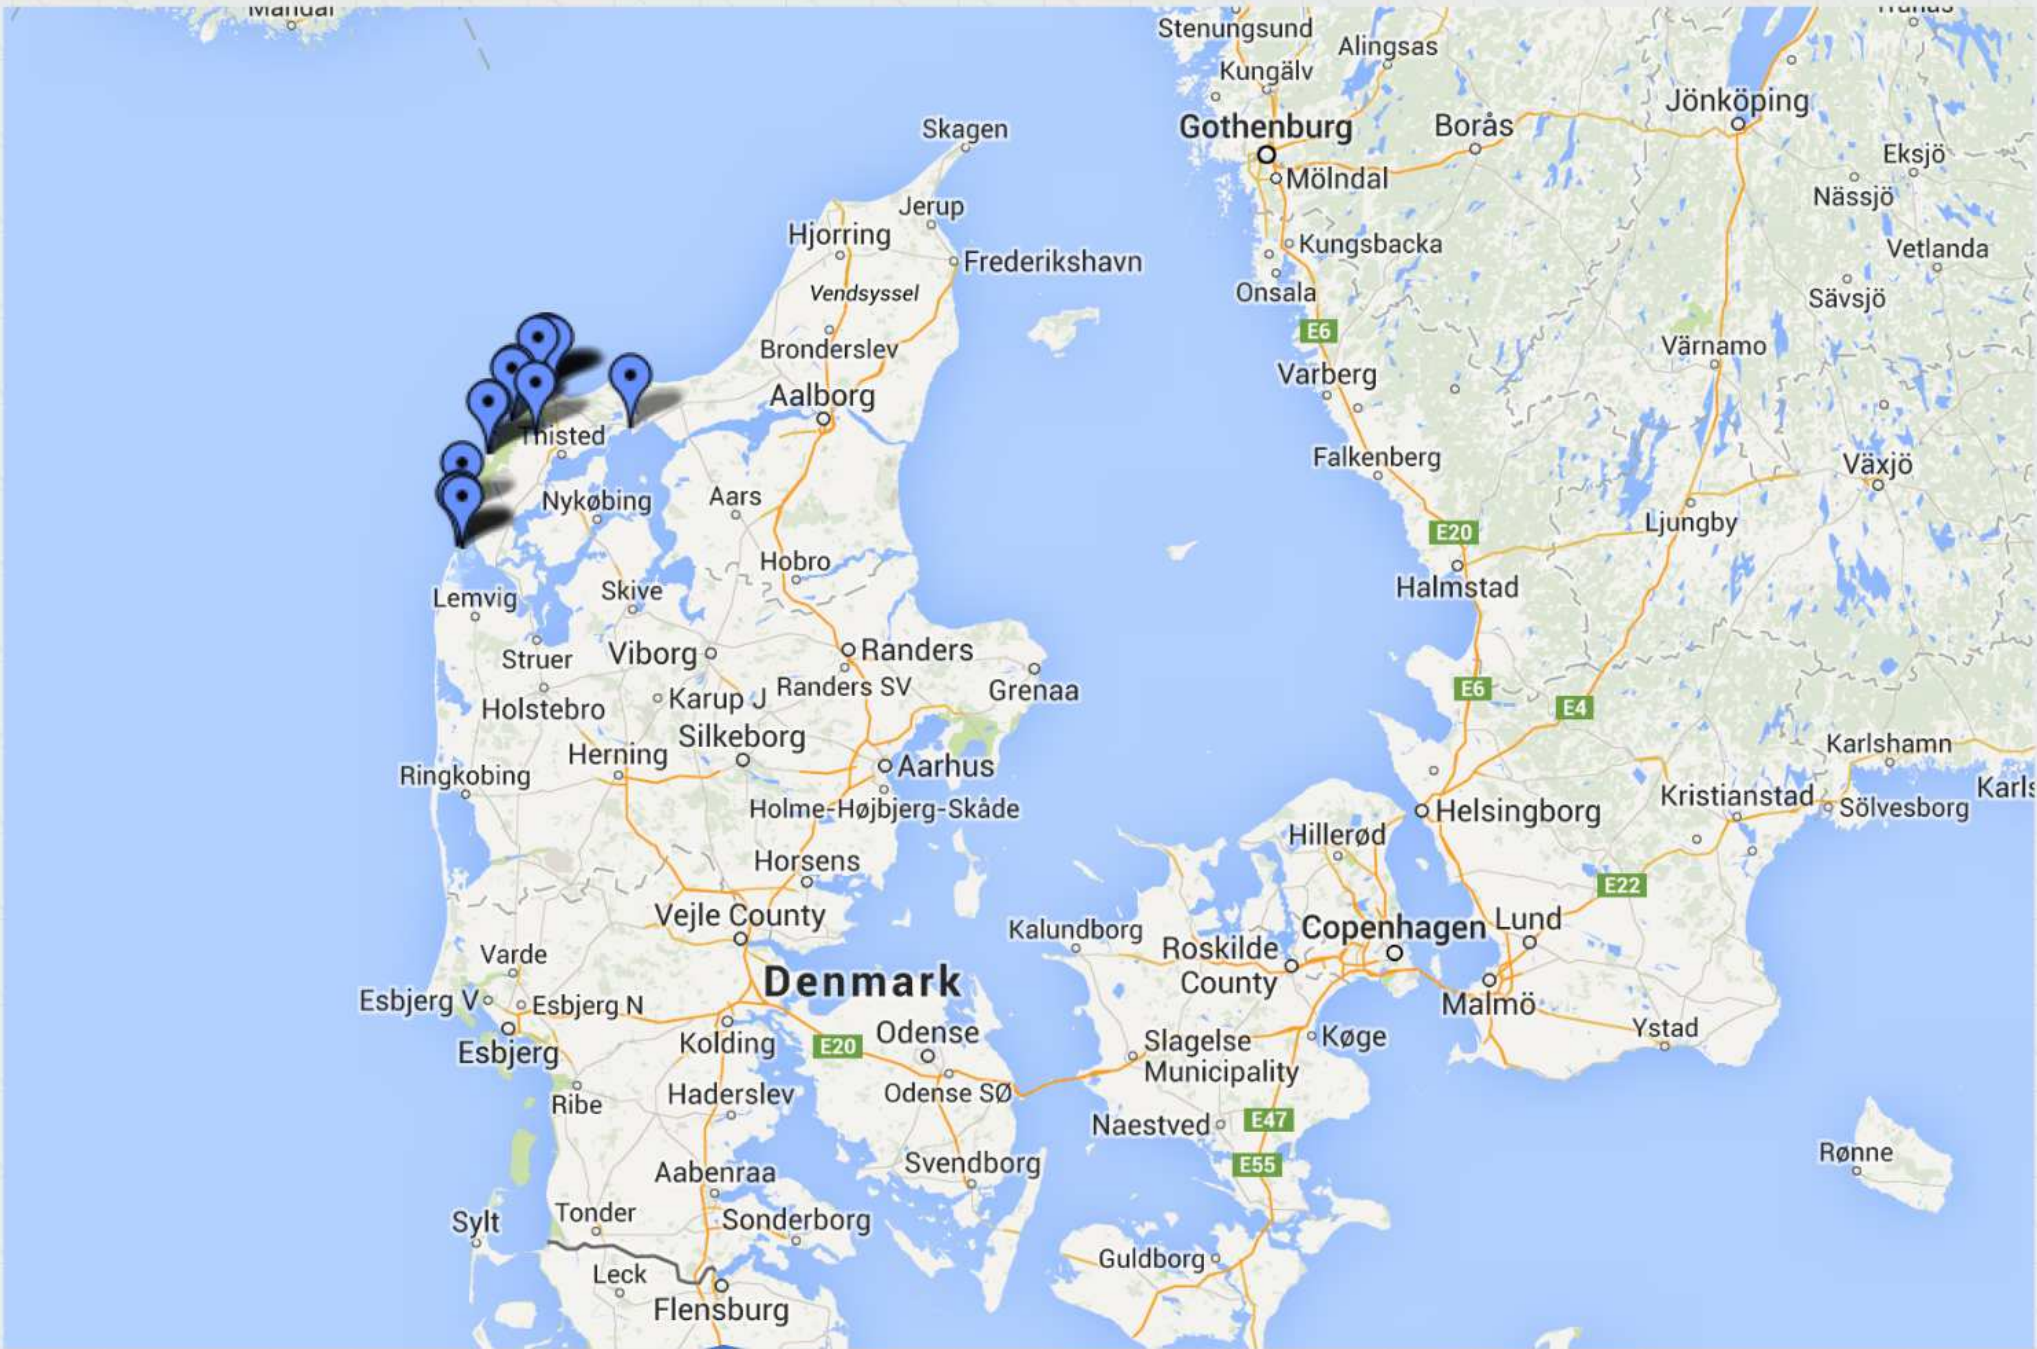 Mandal
Stenungsund
Alingsas
Tranås
Kungälv
Jönköping
Skagen
Gothenburg
Borås
Eksjö
Mölndal
Nässjö
Jerup
Hjorring
Kungsbacka
Vetlanda
Frederikshavn
Vendsyssel
Onsala
Sävsjö
E6
Bronderslev
Värnamo
Varberg
Aalborg
Thisted
Falkenberg
Växjö
Nykøbing
Aars
Ljungby
E20
Hobro
Halmstad
Lemvig
Skive
Struer
Viborg
Randers
Randers SV
Grenaa
E6
Karup J
Holstebro
E4
Silkeborg
Herning
Karlshamn
Aarhus
Ringkobing
Karls
Kristianstad
Sölvesborg
Holme-Højbjerg-Skåde
Helsingborg
Hillerød
Horsens
E22
Vejle County
Kalundborg
Copenhagen
Lund
Roskilde
County
Varde
Denmark
Esbjerg V
Esbjerg N
Malmö
Odense
Ystad
Køge
Kolding
E20
Slagelse
Municipality
Esbjerg
Haderslev
Odense SØ
Ribe
Naestved
E47
Rønne
Svendborg
E55
Aabenraa
Tonder
Sylt
Sonderborg
Guldborg
Leck
Flensburg